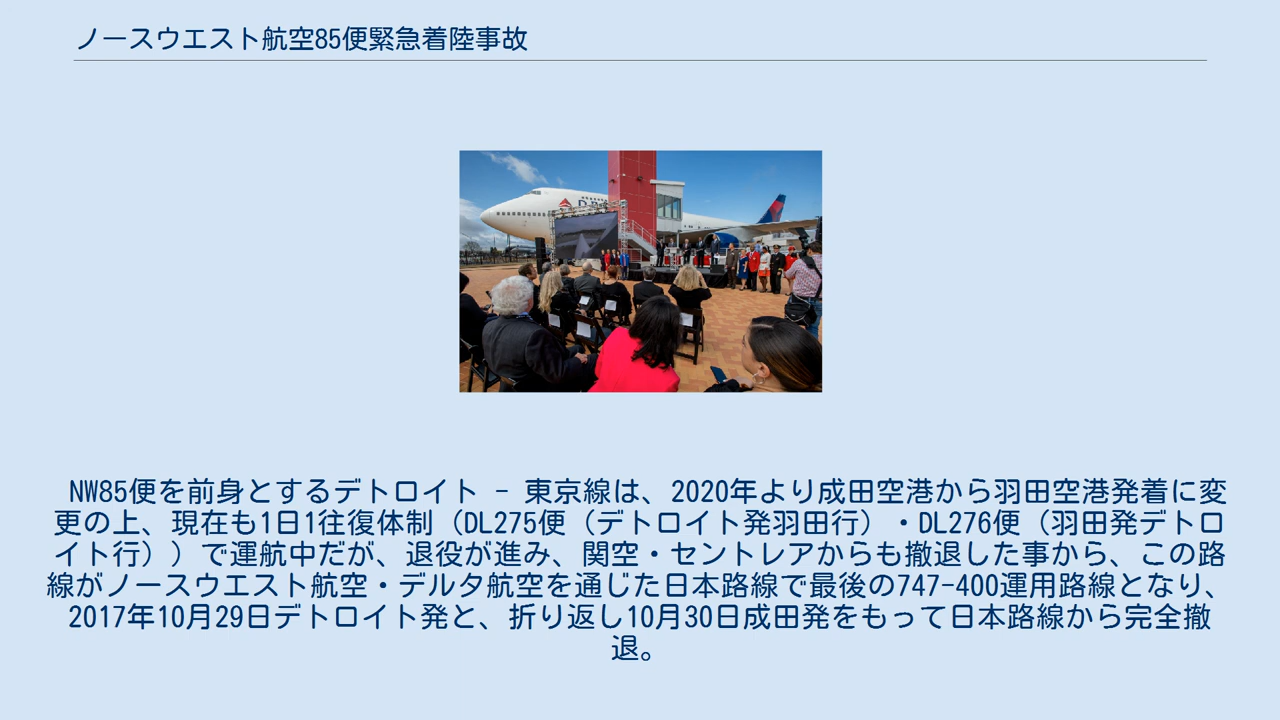 ノースウエスト航空85便緊急着陸事故
NW85便を前身とするデトロイト - 東京線は、2020年より成田空港から羽田空港発着に変
更の上、現在も1日1往復体制（DL275便（デトロイト発羽田行）・DL276便（羽田発デトロ
イト行））で運航中だが、退役が進み、関空・セントレアからも撤退した事から、この路
線がノースウエスト航空・デルタ航空を通じた日本路線で最後の747-400運用路線となり、
2017年10月29日デトロイト発と、折り返し10月30日成田発をもって日本路線から完全撤
退。